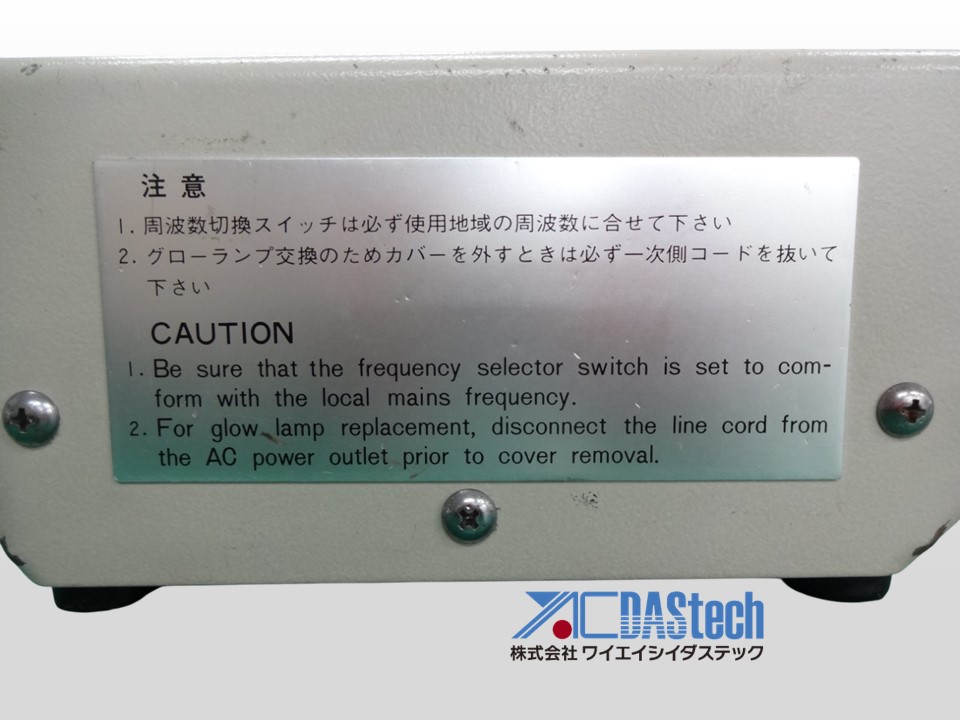 注意
1. 周波数切換スイッチは必ず使用地域の周波数に合せて下さい
2. グローランプ交換のためカバーを外すときは必ず一次側コードを抜いて
下さい
CAUTION
1. Be sure that the frequency selector switch is set to com-
form with the local mains frequency.
2. For glow lamp replacement, disconnect the line cord from
the AC power outlet prior to cover removal.
YAC DAStech
株式会社 ワイエイシイダステック